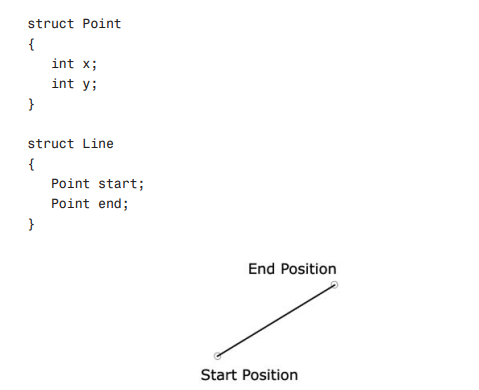 struct Point
{
int x;
int y;
}
struct Line
{
Point start;
Point end;
}
End Position
Start Position